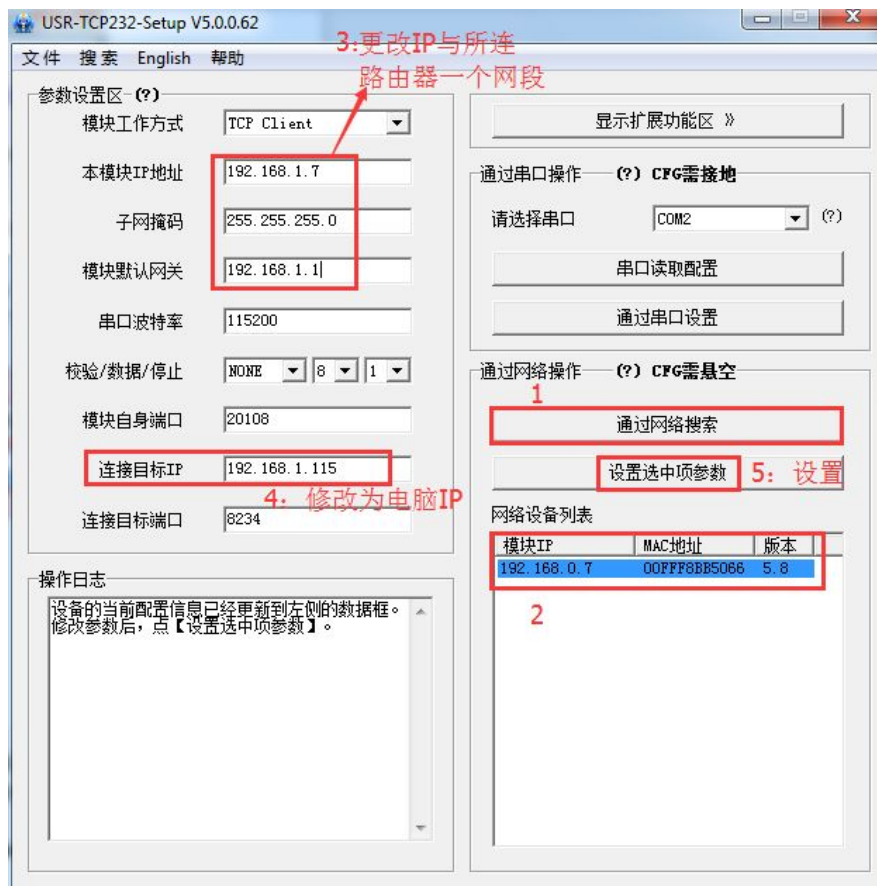 USR-TCP232-Setup V5.0.0.62
文件 搜索 English 帮助
3:更改IP与所连
路由器一个网段
参数设置区 (?)
模块工作方式 TCP Client
本模块IP地址 192.168.1.7
子网掩码 255.255.255.0
模块默认网关 192.168.1.1
串口波特率 115200
校验/数据/停止 NONE 8 1
模块自身端口 20108
连接目标IP 192.168.1.115
4: 修改为电脑IP
连接目标端口 8234
操作日志
设备的当前配置信息已经更新到左侧的数据框。
修改参数后，点【设置选中项参数】。
显示扩展功能区 》
通过串口操作 (?) CFG需接地
请选择串口 COM2 (?)
串口读取配置
通过串口设置
通过网络操作 (?) CFG需悬空
1
通过网络搜索
设置选中项参数 5: 设置
网络设备列表
模块IP MAC地址 版本
192.168.0.7 00FFF8BB5066 5.8
2